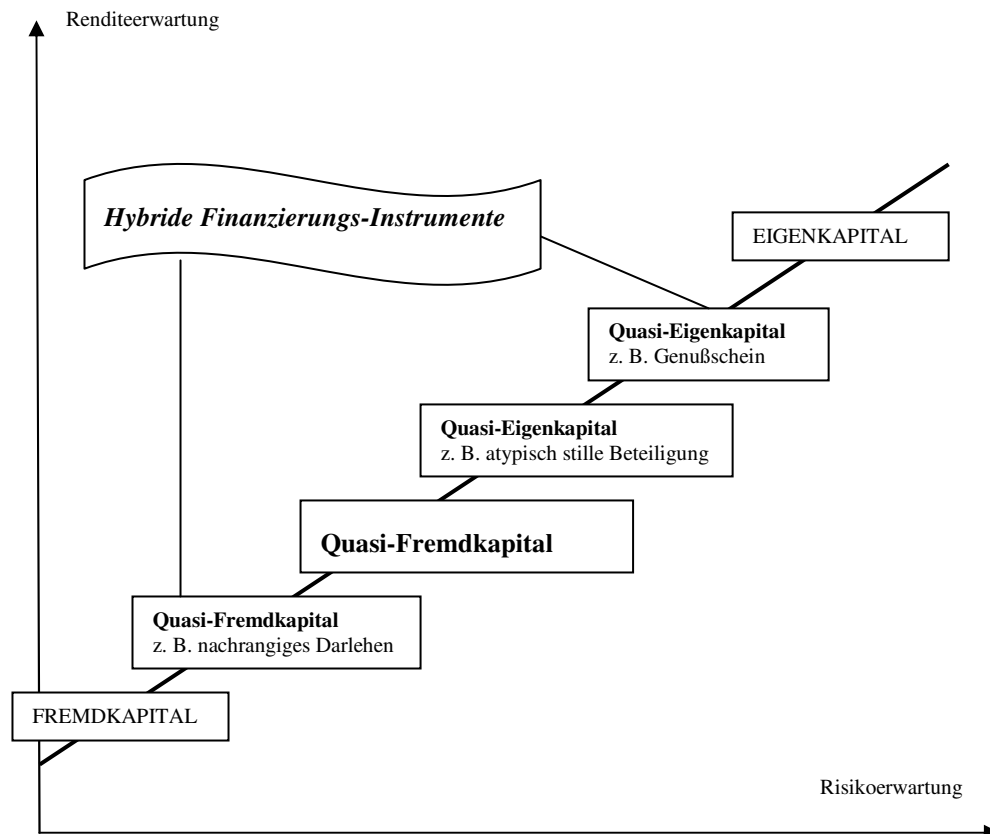 Renditeerwartung
Hybride Finanzierungs-Instrumente
EIGENKAPITAL
Quasi-Eigenkapital
z. B. Genußschein
Quasi-Eigenkapital
z. B. atypisch stille Beteiligung
Quasi-Fremdkapital
Quasi-Fremdkapital
z. B. nachrangiges Darlehen
FREMDKAPITAL
Risikoerwartung